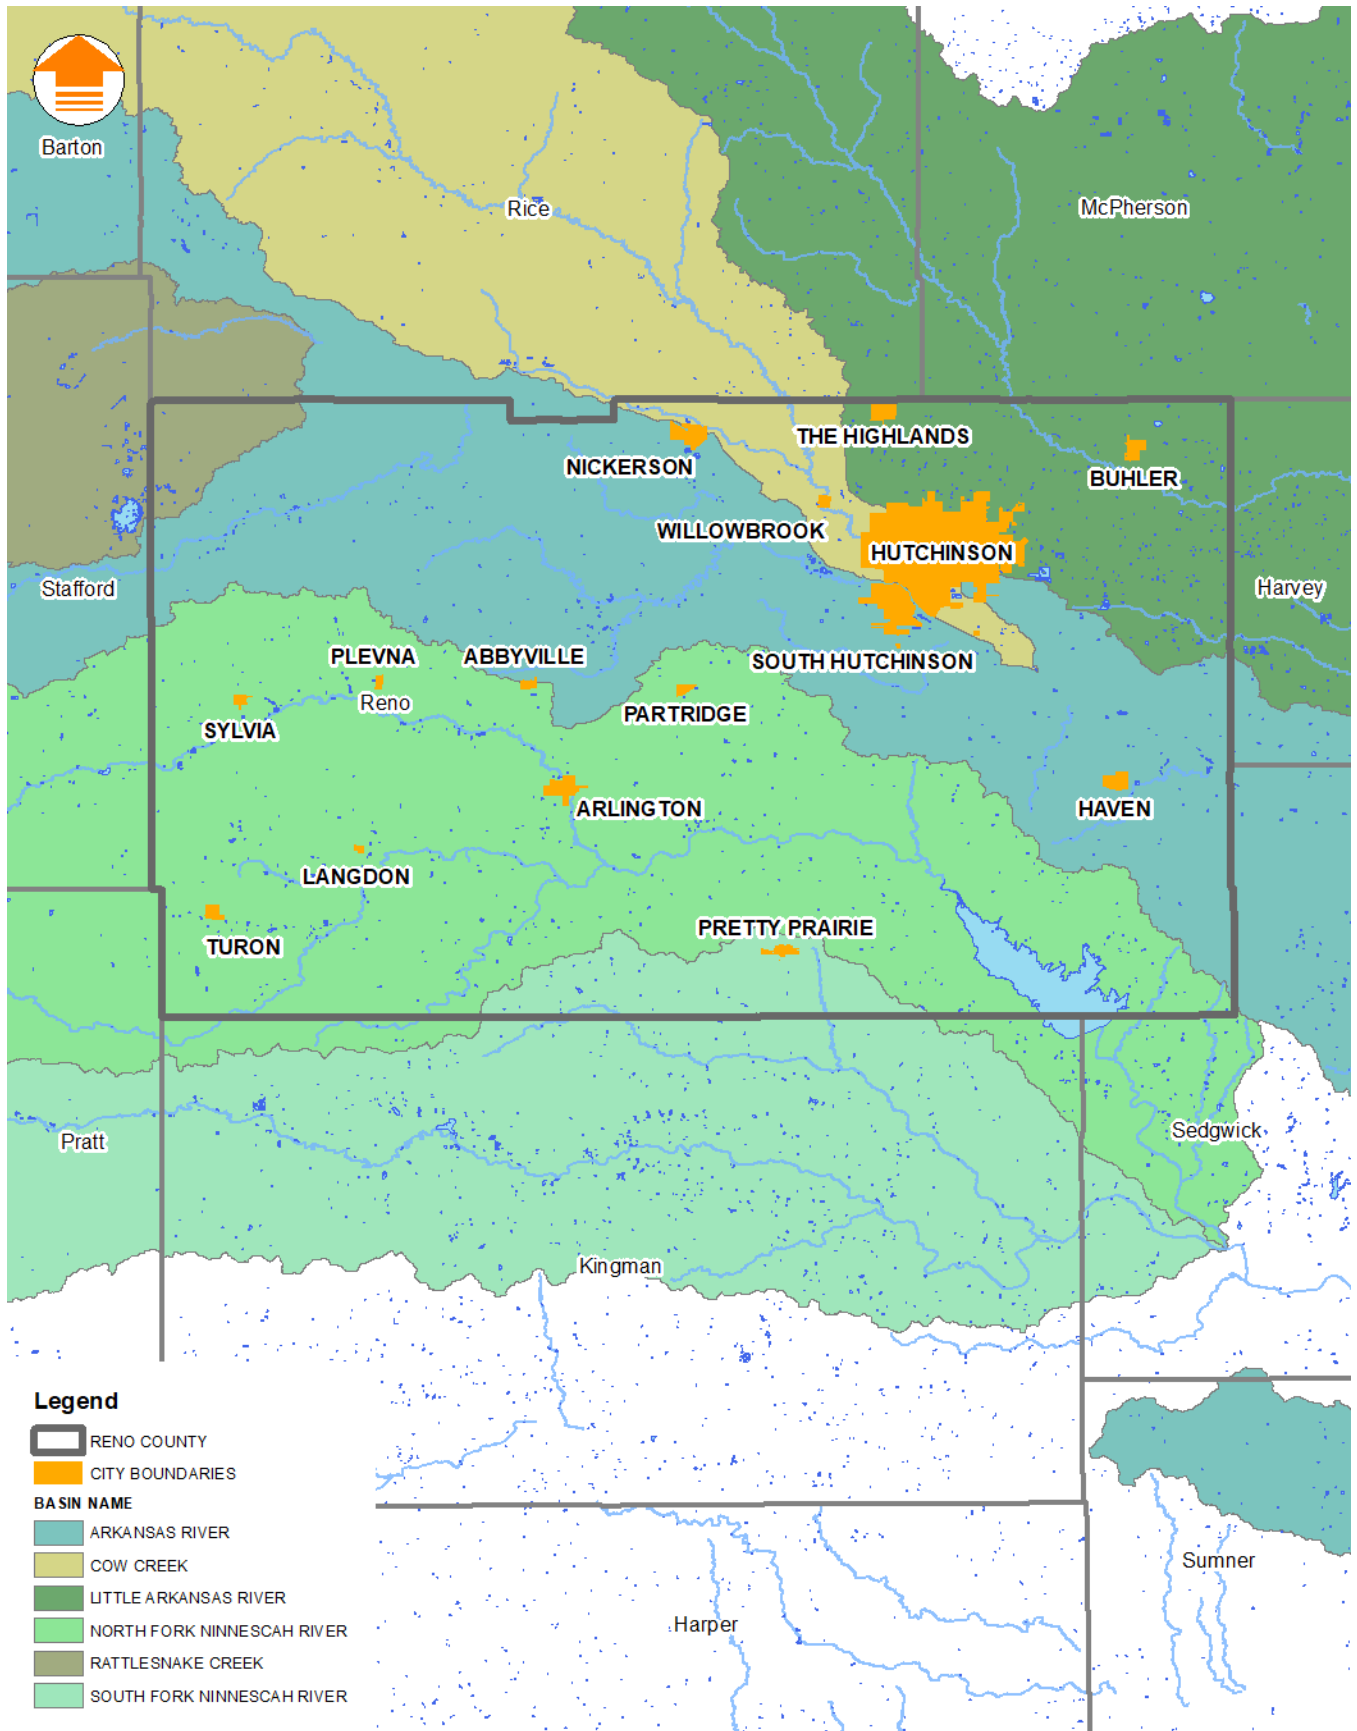 Barton
Rice
McPherson
THE HIGHLANDS
NICKERSON
BUHLER
WILLOWBROOK
HUTCHINSON
Stafford
Harvey
PLEVNA
ABBYVILLE
SOUTH HUTCHINSON
Reno
PARTRIDGE
SYLVIA
ARLINGTON
HAVEN
LANGDON
PRETTY PRAIRIE
TURON
Sedgwick
Pratt
Kingman
Sumner
Harper
Legend
RENO COUNTY
CITY BOUNDARIES
BASIN NAME
ARKANSAS RIVER
COW CREEK
LITTLE ARKANSAS RIVER
NORTH FORK NINNESCAH RIVER
RATTLESNAKE CREEK
SOUTH FORK NINNESCAH RIVER